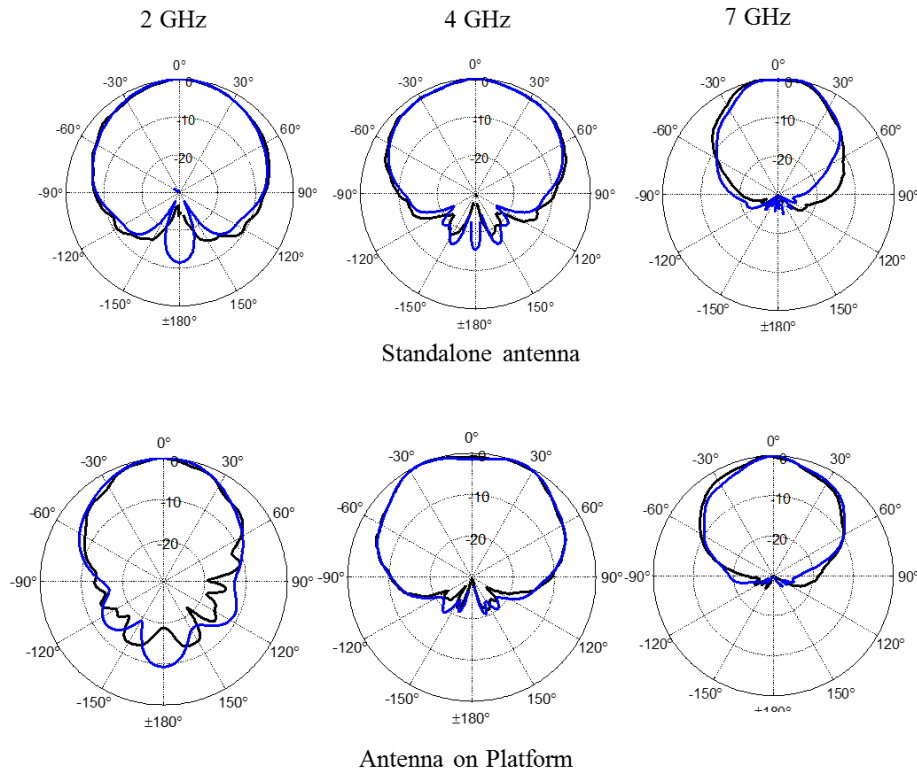 2 GHz 4 GHz 7 GHz
0° 0° 0°
-30° 0 30° -30° 0 30° -30° 0 30°
-60° -10 60° -60° -10 60° -60° -10 60°
-20 -20 -20
-90° 90° -90° 90° -90° 90°
-120° 120° -120° 120° -120° 120°
-150° 150° -150° 150° -150° 150°
±180° ±180° ±180°
Standalone antenna
0° 0° 0°
-30° 0 30° -30° 0 30° -30° 0 30°
-60° -10 60° -60° -10 60° -60° -10 60°
-20 -20 -20
-90° 90° -90° 90° -90° 90°
-120° 120° -120° 120° -120° 120°
-150° 150° -150° 150° -150° 150°
±180° ±180°
Antenna on Platform